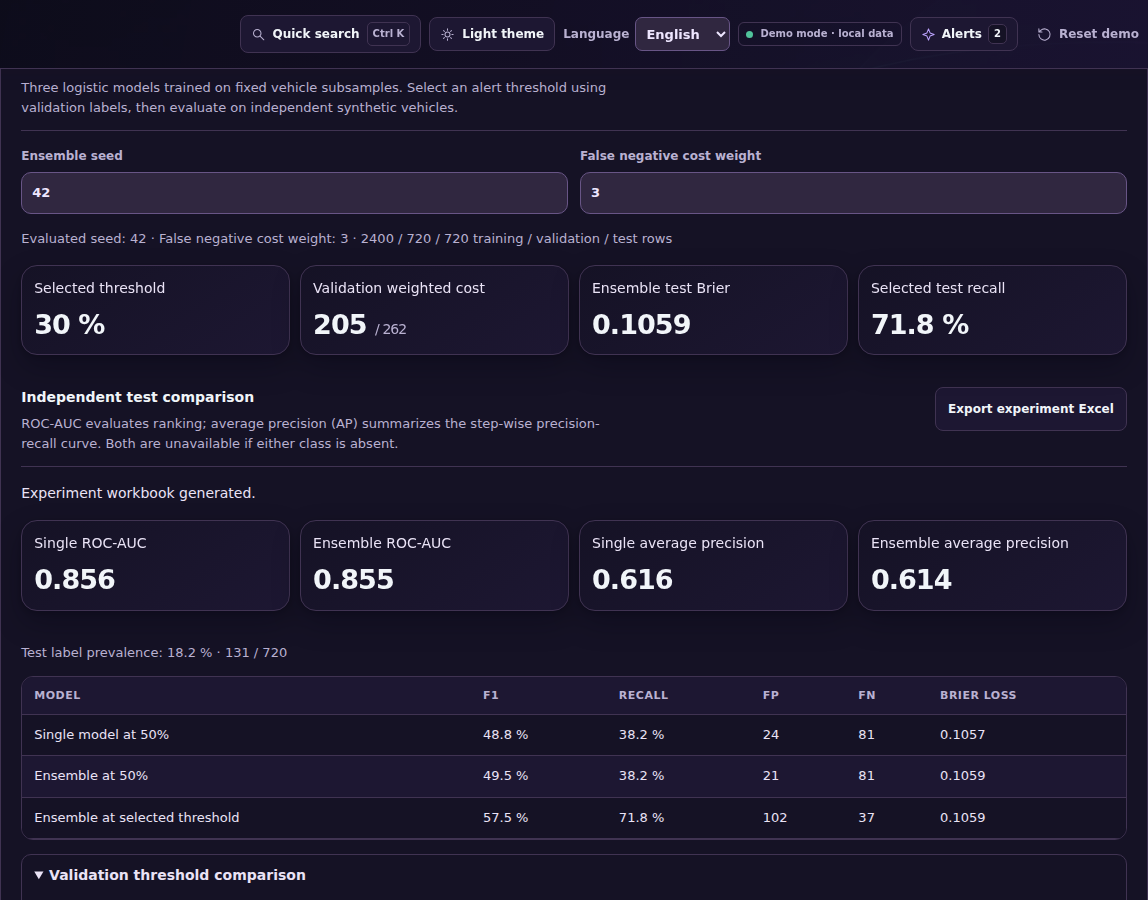 Quick search Ctrl K Light theme Language English Demo mode · local data Alerts 2 Reset demo
Three logistic models trained on fixed vehicle subsamples. Select an alert threshold using
validation labels, then evaluate on independent synthetic vehicles.
Ensemble seed False negative cost weight
42 3
Evaluated seed: 42 · False negative cost weight: 3 · 2400 / 720 / 720 training / validation / test rows
Selected threshold Validation weighted cost Ensemble test Brier Selected test recall
30 % 205 / 262 0.1059 71.8 %
Independent test comparison
Export experiment Excel
ROC-AUC evaluates ranking; average precision (AP) summarizes the step-wise precision-
recall curve. Both are unavailable if either class is absent.
Experiment workbook generated.
Single ROC-AUC Ensemble ROC-AUC Single average precision Ensemble average precision
0.856 0.855 0.616 0.614
Test label prevalence: 18.2 % · 131 / 720
MODEL F1 RECALL FP FN BRIER LOSS
Single model at 50% 48.8 % 38.2 % 24 81 0.1057
Ensemble at 50% 49.5 % 38.2 % 21 81 0.1059
Ensemble at selected threshold 57.5 % 71.8 % 102 37 0.1059
Validation threshold comparison